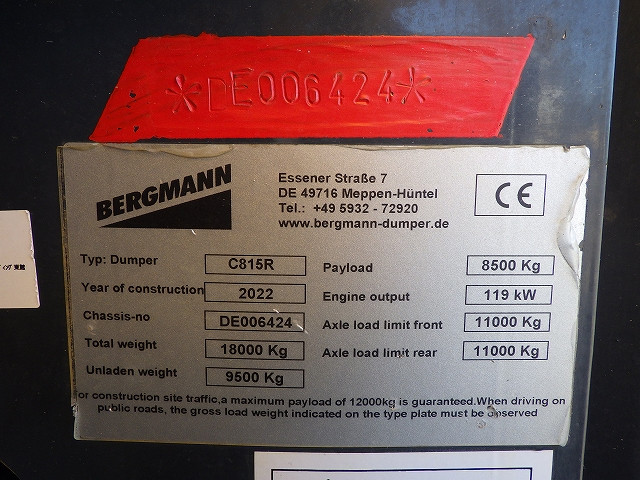 *DE006424*
BERGMANN
Essener Straße 7
DE 49716 Meppen-Hüntel
Tel.: +49 5932 - 72920
www.bergmann-dumper.de
CE
Typ: Dumper C815R
Year of construction 2022
Chassis-no DE006424
Total weight 18000 Kg
Unladen weight 9500 Kg
Payload 8500 Kg
Engine output 119 kW
Axle load limit front 11000 Kg
Axle load limit rear 11000 Kg
For construction site traffic,a maximum payload of 12000kg is guaranteed.When driving on
public roads, the gross load weight indicated on the type plate must be observed